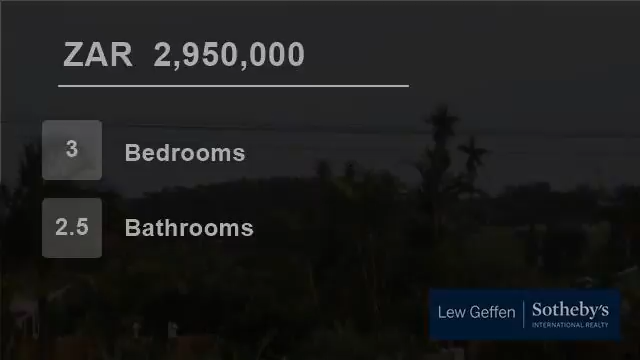 ZAR 2,950,000
3 Bedrooms
2.5 Bathrooms
Lew Geffen Sotheby's
INTERNATIONAL REALTY